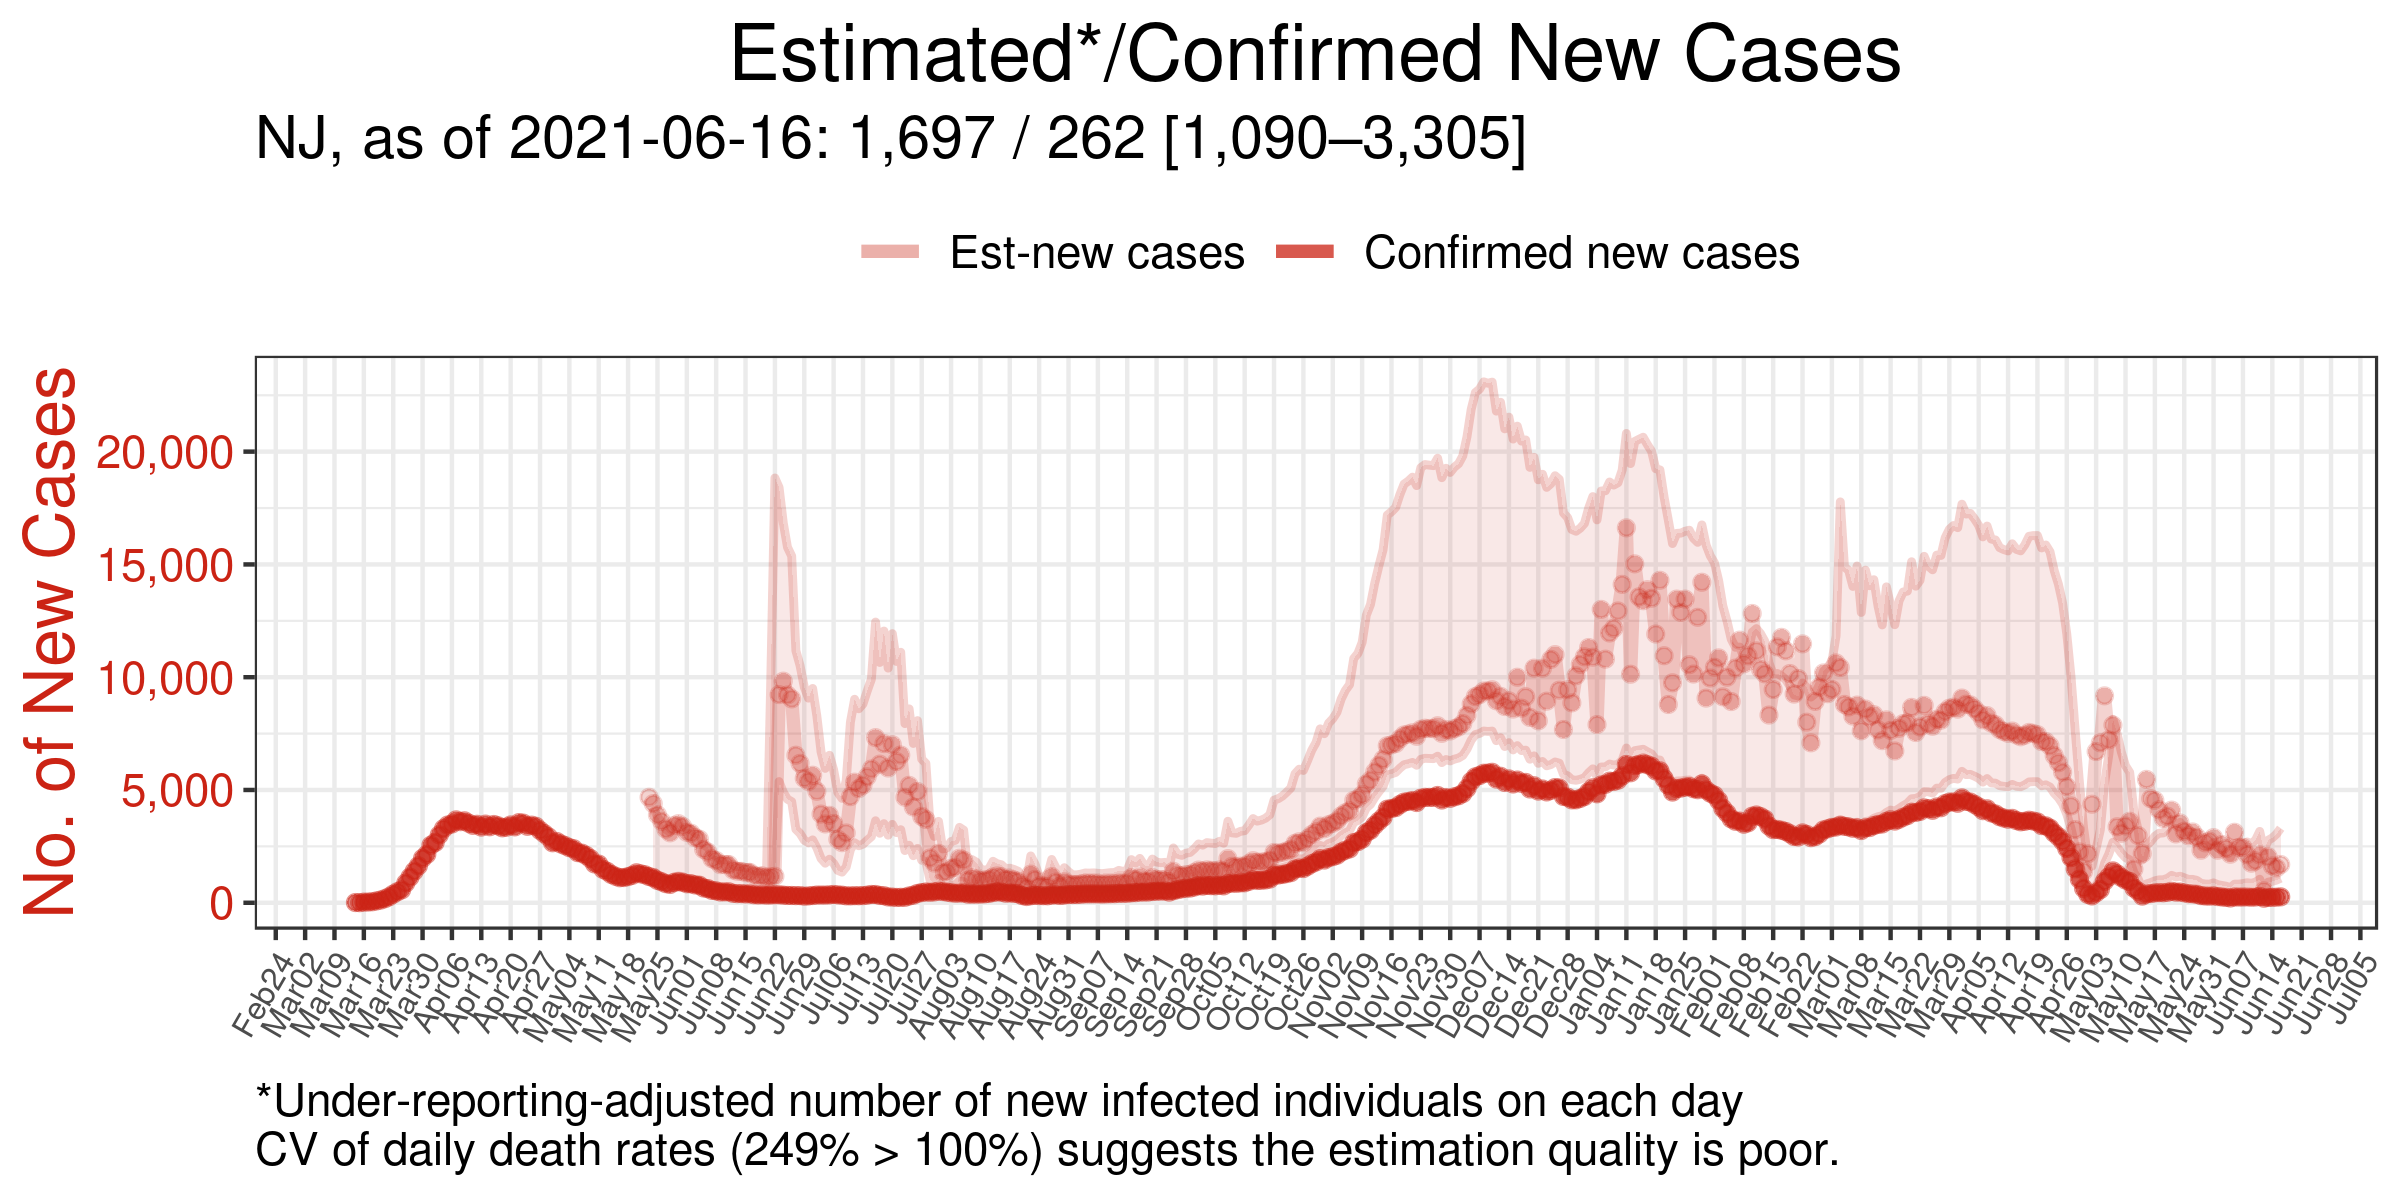 Estimated*/Confirmed New Cases
NJ, as of 2021-06-16: 1,697 / 262 [1,090–3,305]
Est-new cases Confirmed new cases
No. of New Cases
20,000
15,000
10,000
5,000
0
Feb24 Mar02 Mar09 Mar16 Mar23 Mar30 Apr06 Apr13 Apr20 Apr27 May04 May11 May18 May25 Jun01 Jun08 Jun15 Jun22 Jun29 Jul06 Jul13 Jul20 Jul27 Aug03 Aug10 Aug17 Aug24 Aug31 Sep07 Sep14 Sep21 Sep28 Oct05 Oct12 Oct19 Oct26 Nov02 Nov09 Nov16 Nov23 Nov30 Dec07 Dec14 Dec21 Dec28 Jan04 Jan11 Jan18 Jan25 Feb01 Feb08 Feb15 Feb22 Mar01 Mar08 Mar15 Mar22 Mar29 Apr05 Apr12 Apr19 Apr26 May03 May10 May17 May24 May31 Jun07 Jun14 Jun21 Jun28 Jul05
*Under-reporting-adjusted number of new infected individuals on each day
CV of daily death rates (249% > 100%) suggests the estimation quality is poor.